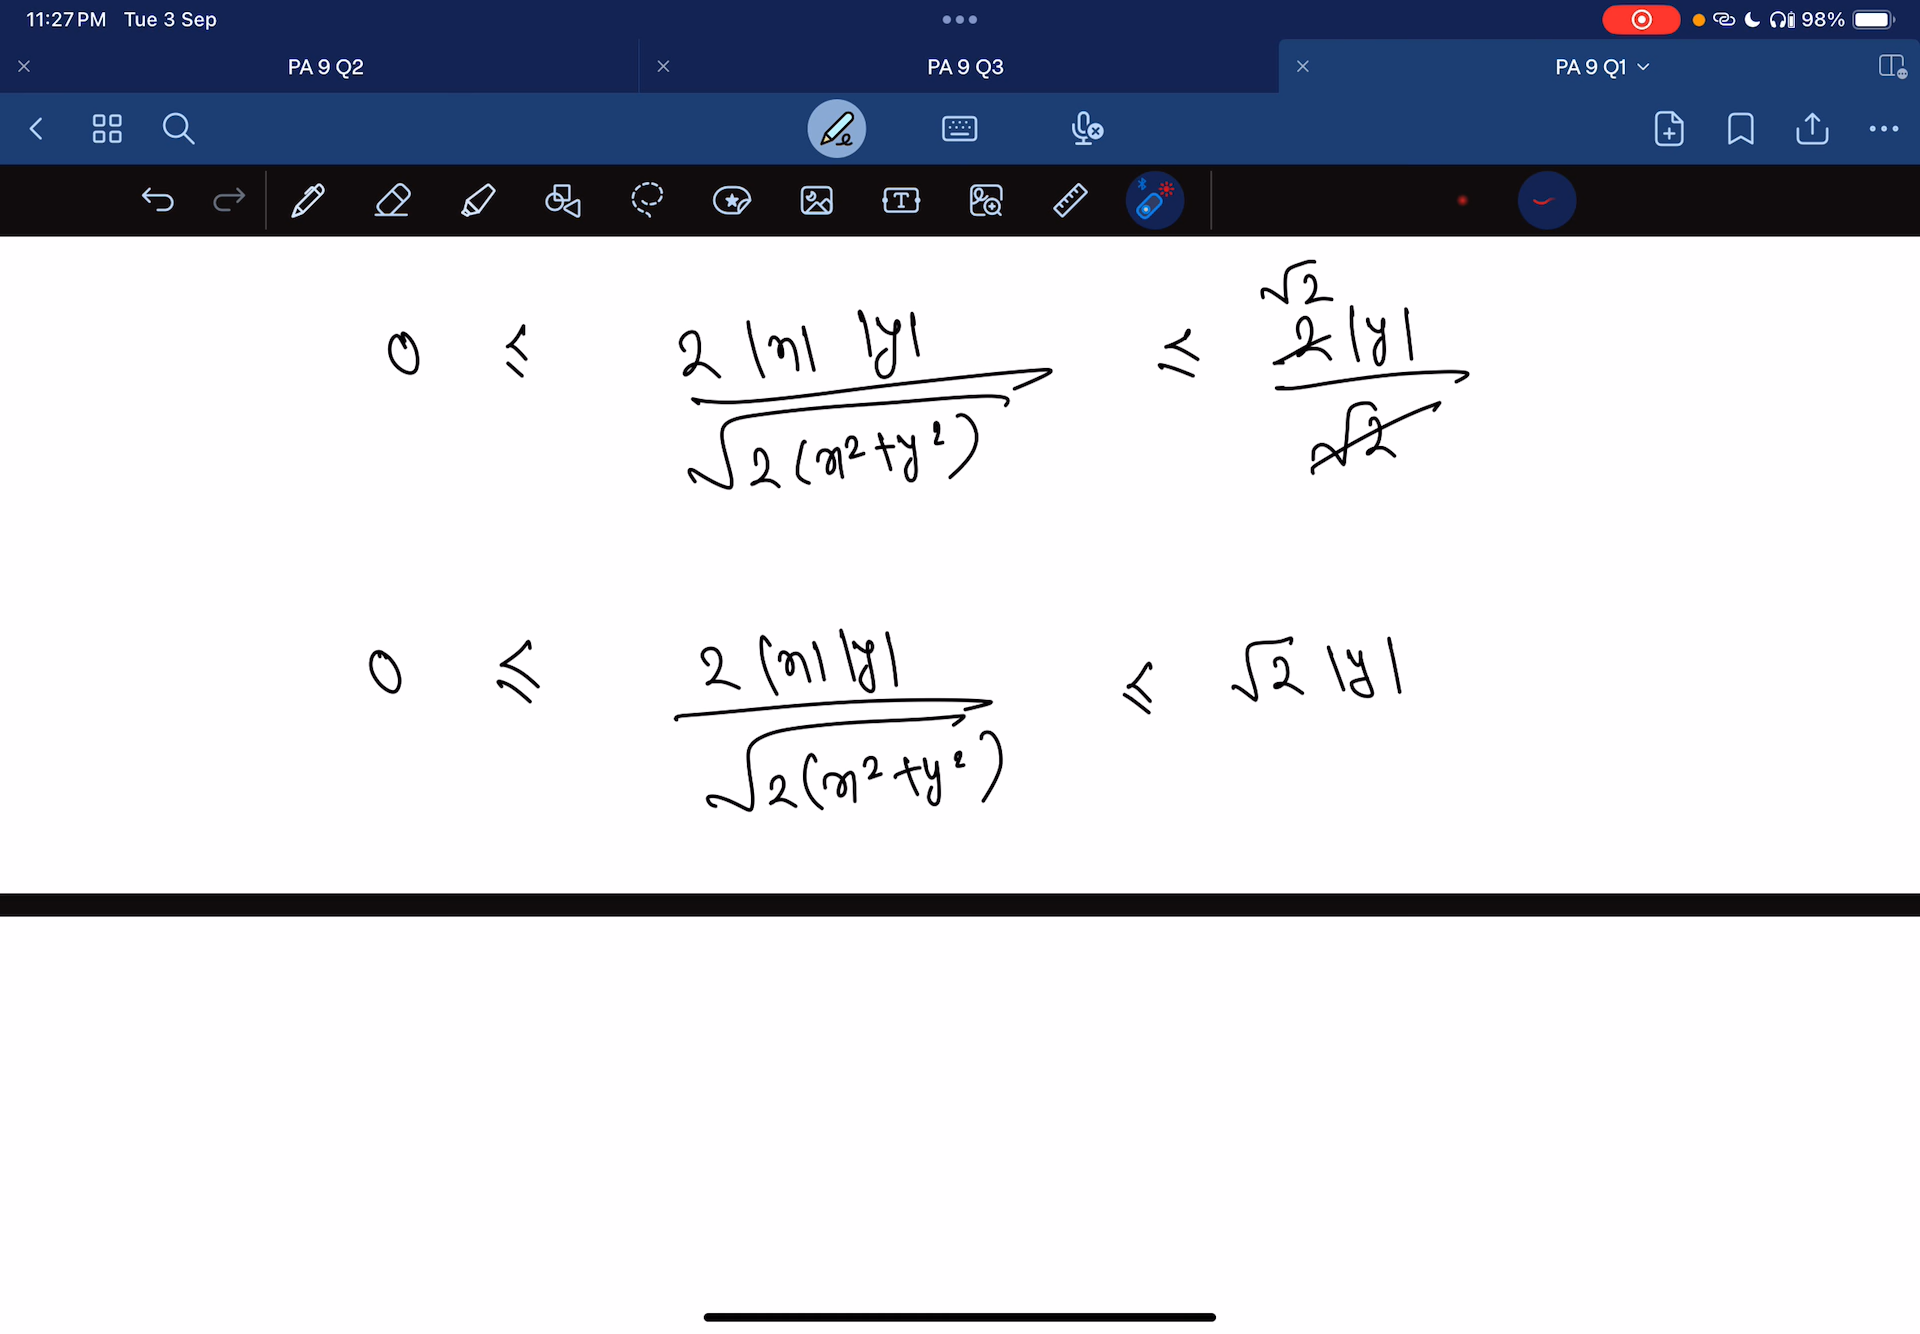 11:27 PM Tue 3 Sep 98%
PA 9 Q2 PA 9 Q3 PA 9 Q1
0 ≤ 2|x| |y| / √2(x²+y²) ≤ √2 2|y| / √2
0 ≤ 2|x||y| / √2(x²+y²) ≤ √2 |y|